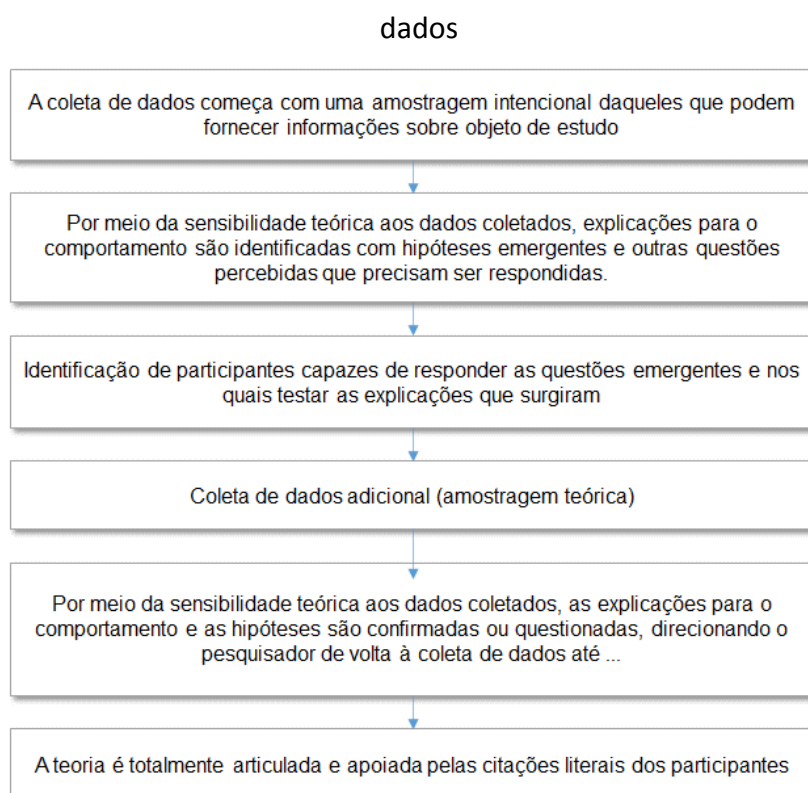 dados
A coleta de dados começa com uma amostragem intencional daqueles que podem
fornecer informações sobre objeto de estudo
Por meio da sensibilidade teórica aos dados coletados, explicações para o
comportamento são identificadas com hipóteses emergentes e outras questões
percebidas que precisam ser respondidas.
Identificação de participantes capazes de responder as questões emergentes e nos
quais testar as explicações que surgiram
Coleta de dados adicional (amostragem teórica)
Por meio da sensibilidade teórica aos dados coletados, as explicações para o
comportamento e as hipóteses são confirmadas ou questionadas, direcionando o
pesquisador de volta à coleta de dados até ...
A teoria é totalmente articulada e apoiada pelas citações literais dos participantes